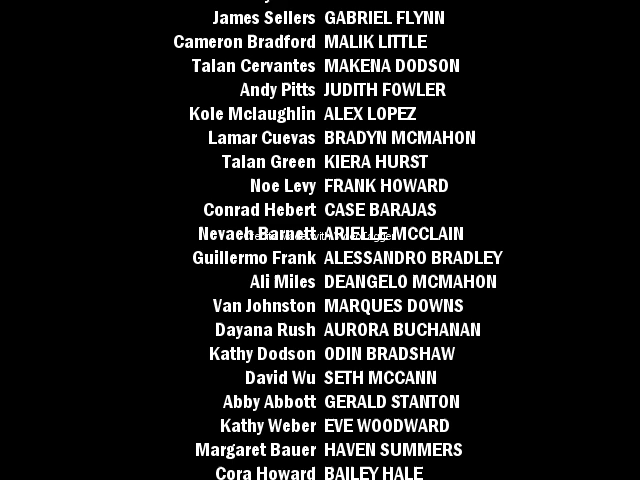 James Sellers GABRIEL FLYNN
Cameron Bradford MALIK LITTLE
Talan Cervantes MAKENA DODSON
Andy Pitts JUDITH FOWLER
Kole Mclaughlin ALEX LOPEZ
Lamar Cuevas BRADYN MCMAHON
Talan Green KIERA HURST
Noe Levy FRANK HOWARD
Conrad Hebert CASE BARAJAS
Nevaeh Barnett ARIELLE MCCLAIN
Guillermo Frank ALESSANDRO BRADLEY
Ali Miles DEANGELO MCMAHON
Van Johnston MARQUES DOWNS
Dayana Rush AURORA BUCHANAN
Kathy Dodson ODIN BRADSHAW
David Wu SETH MCCANN
Abby Abbott GERALD STANTON
Kathy Weber EVE WOODWARD
Margaret Bauer HAVEN SUMMERS
Cora Howard BAILEY HALE